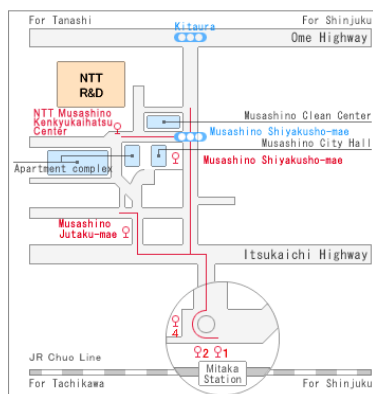 For Tanashi
For Shinjuku
Kitaura
Ome Highway
NTT
R&D
NTT Musashino
Kenkyukaihatsu
Center
Musashino Clean Center
Musashino Shiyakusho-mae
Musashino City Hall
Musashino Shiyakusho-mae
Apartment complex
Musashino
Jutaku-mae
Itsukaichi Highway
4
2
1
Mitaka
Station
JR Chuo Line
For Tachikawa
For Shinjuku